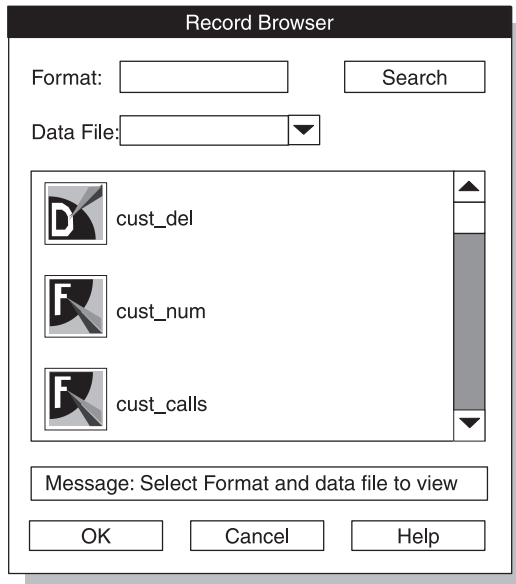 Record Browser
Format:
Search
Data File:
D cust_del
F cust_num
F cust_calls
Message: Select Format and data file to view
OK Cancel Help